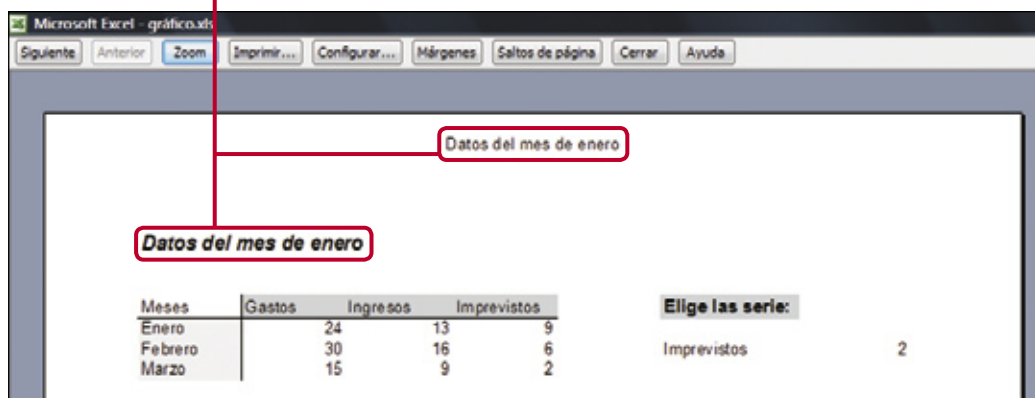 Microsoft Excel - gráfico.xls
Siguiente Anterior Zoom Imprimir... Configurar... Márgenes Saltos de página Cerrar Ayuda
Datos del mes de enero
Datos del mes de enero
Meses Gastos Ingresos Imprevistos Elige las serie:
Enero 24 13 9
Febrero 30 16 6 Imprevistos 2
Marzo 15 9 2